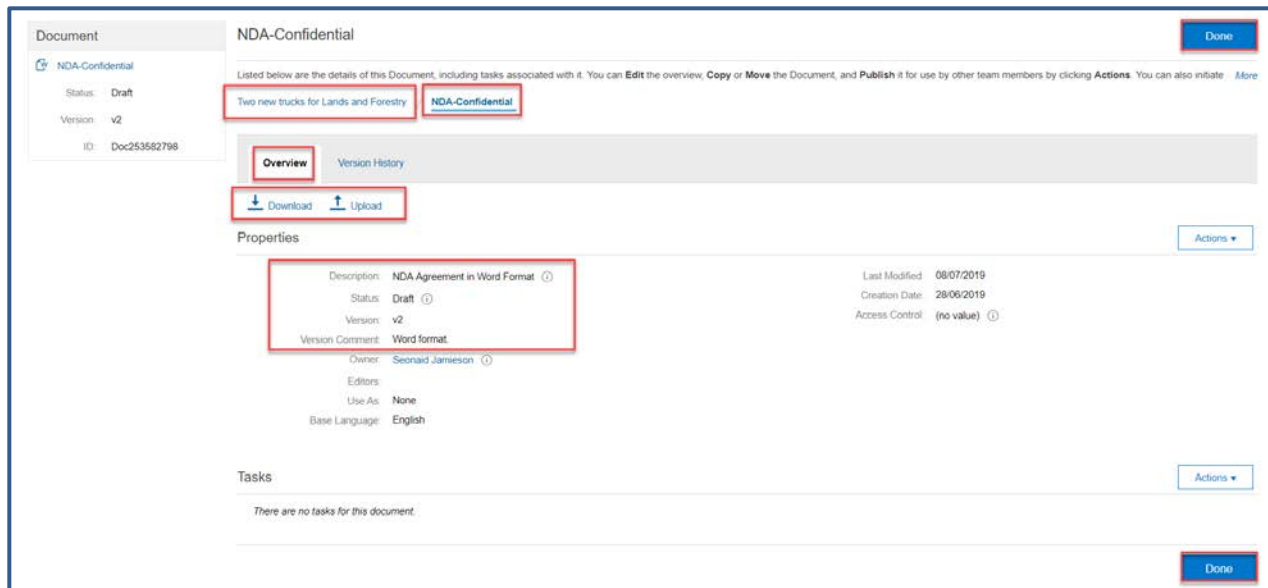 Document
NDA-Confidential
Status: Draft
Version: v2
ID: Doc253582798
NDA-Confidential
Done
Listed below are the details of this Document, including tasks associated with it. You can Edit the overview, Copy or Move the Document, and Publish it for use by other team members by clicking Actions. You can also initiate More
Two new trucks for Lands and Forestry NDA-Confidential
Overview Version History
Download Upload
Properties Actions ▾
Description: NDA Agreement in Word Format Last Modified: 08/07/2019
Status: Draft Creation Date: 28/06/2019
Version: v2 Access Control: (no value)
Version Comment: Word format.
Owner: Seonaid Jamieson
Editors:
Use As: None
Base Language: English
Tasks Actions ▾
There are no tasks for this document.
Done